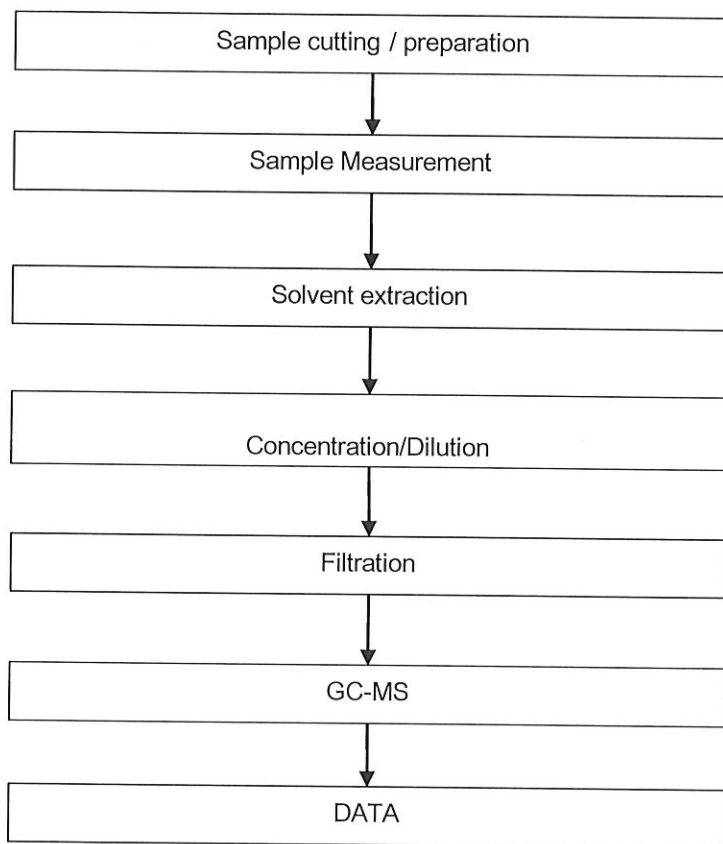 Sample cutting / preparation
Sample Measurement
Solvent extraction
Concentration/Dilution
Filtration
GC-MS
DATA